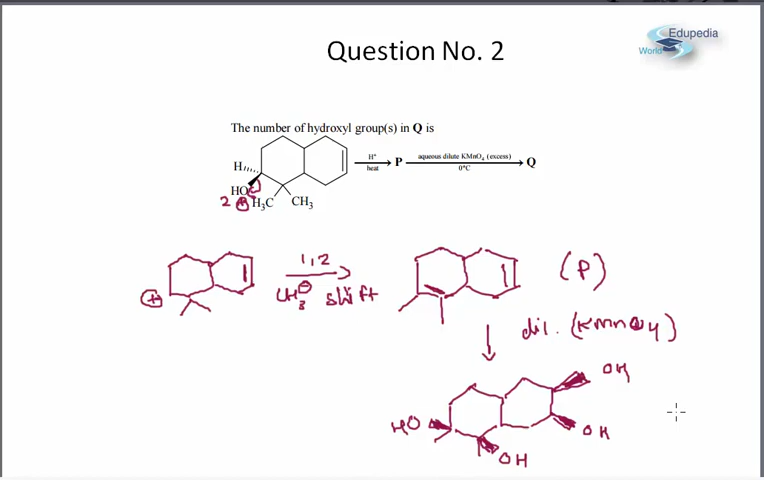 Question No. 2
Edupedia
World
The number of hydroxyl group(s) in Q is
H
HO
H₃C
CH₃
H⁺
heat
P
aqueous dilute KMnO₄ (excess)
0°C
Q
2 ⊕
⊕
1,2
CH₃⊖ shift
(P)
dil. (KMnO4)
OH
OH
HO
OH